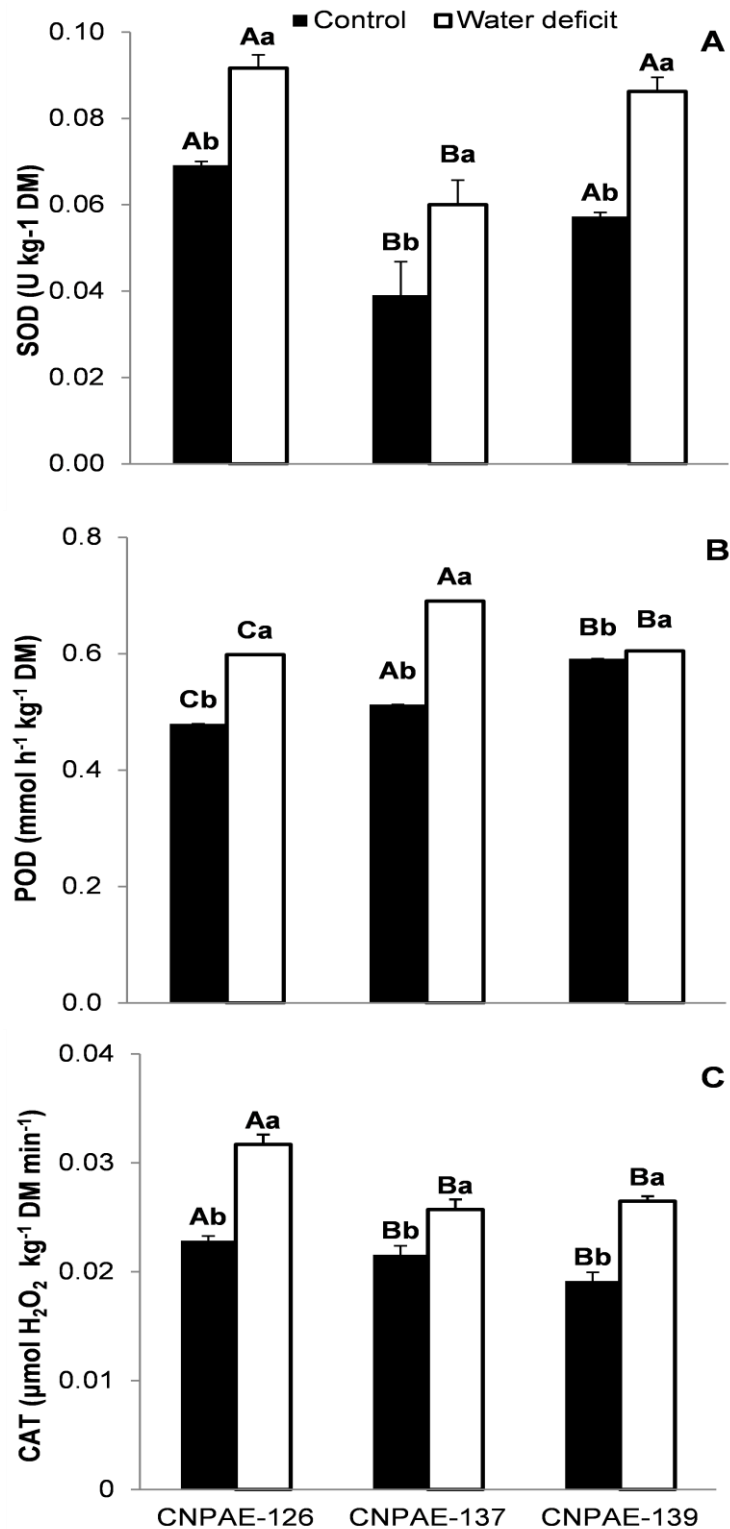 Control Water deficit
A
SOD (U kg-1 DM)
0.10
0.08
0.06
0.04
0.02
0.00
Ab Aa Bb Ba Ab Aa
B
POD (mmol h⁻¹ kg⁻¹ DM)
0.8
0.6
0.4
0.2
0.0
Cb Ca Ab Aa Bb Ba
C
CAT (µmol H₂O₂ kg⁻¹ DM min⁻¹)
0.04
0.03
0.02
0.01
0
Ab Aa Bb Ba Bb Ba
CNPAE-126 CNPAE-137 CNPAE-139